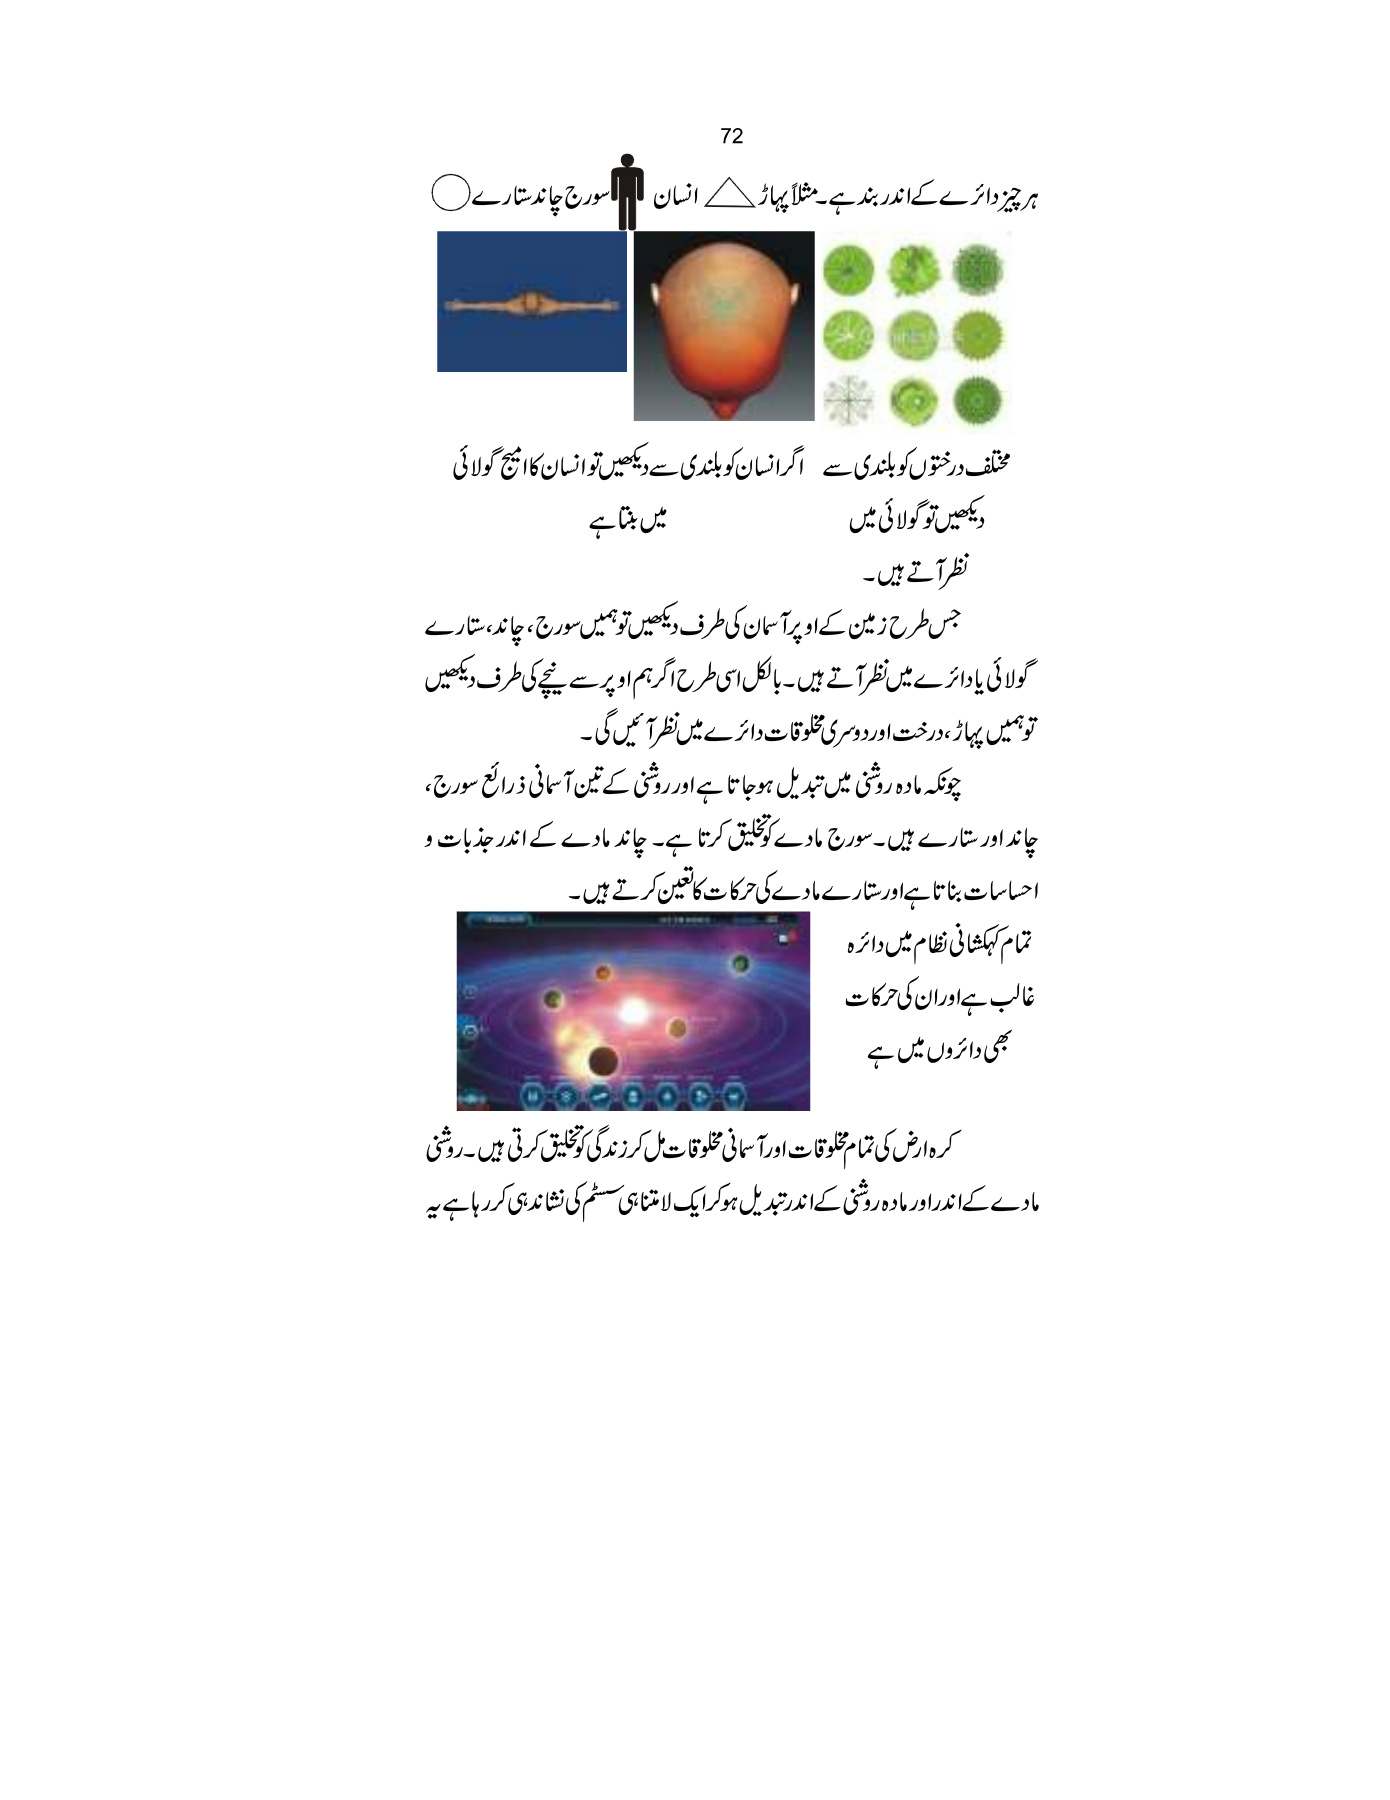 72
ہر چیز دائرے کے اندر بند ہے۔ مثلاً پہاڑ انسان سورج چاند ستارے
مختلف درختوں کو بلندی سے
دیکھیں تو گولائی میں
نظر آتے ہیں۔
اگر انسان کو بلندی سے دیکھیں تو انسان کا امیج گولائی
میں بنتا ہے
جس طرح زمین کے اوپر آسمان کی طرف دیکھیں تو ہمیں سورج، چاند، ستارے
گولائی یا دائرے میں نظر آتے ہیں۔ بالکل اسی طرح اگر ہم اوپر سے نیچے کی طرف دیکھیں
تو ہمیں پہاڑ، درخت اور دوسری مخلوقات دائرے میں نظر آئیں گی۔
چونکہ مادہ روشنی میں تبدیل ہو جاتا ہے اور روشنی کے تین آسمانی ذرائع سورج،
چاند اور ستارے ہیں۔ سورج مادے کو تخلیق کرتا ہے۔ چاند مادے کے اندر جذبات و
احساسات بناتا ہے اور ستارے مادے کی حرکات کا تعین کرتے ہیں۔
تمام کہکشانی نظام میں دائرہ
غالب ہے اور ان کی حرکات
بھی دائروں میں ہے
کرہ ارض کی تمام مخلوقات اور آسمانی مخلوقات مل کر زندگی کو تخلیق کرتی ہیں۔ روشنی
مادے کے اندر اور مادہ روشنی کے اندر تبدیل ہو کر ایک لامتناہی سسٹم کی نشاندہی کر رہا ہے یہ